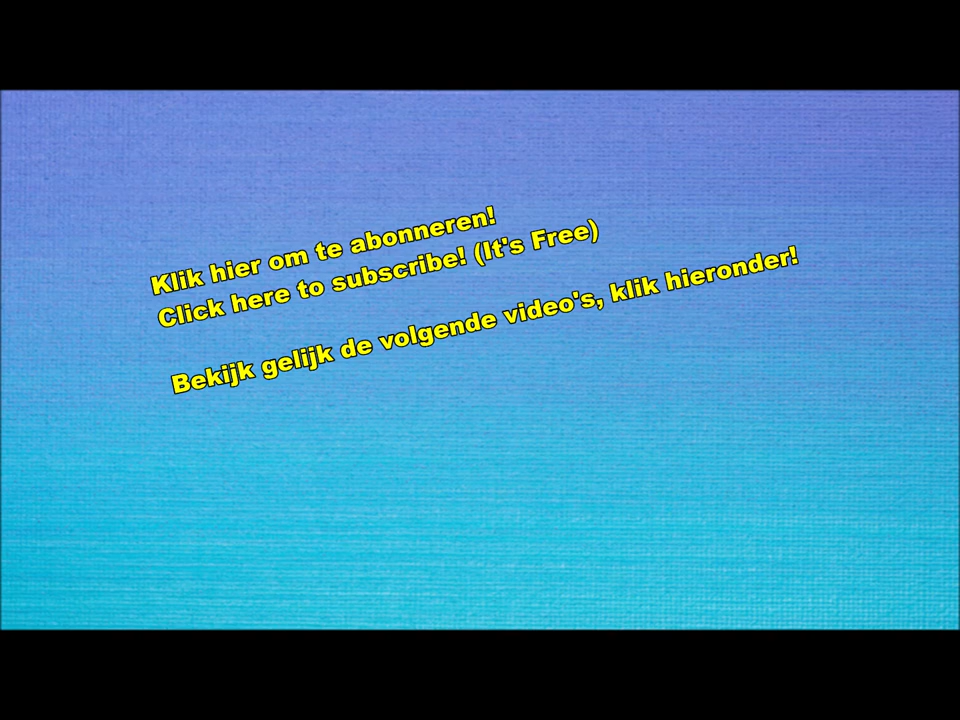 Klik hier om te abonneren!
Click here to subscribe! (It's Free)
Bekijk gelijk de volgende video's, klik hieronder!